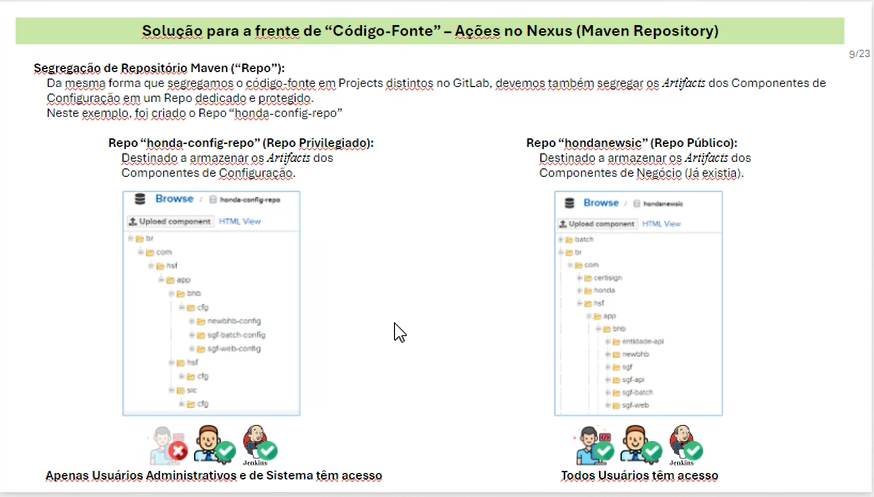 Solução para a frente de “Código-Fonte” – Ações no Nexus (Maven Repository)
9/23
Segregação de Repositório Maven (“Repo”):
Da mesma forma que segregamos o código-fonte em Projects distintos no GitLab, devemos também segregar os Artifacts dos Componentes de
Configuração em um Repo dedicado e protegido.
Neste exemplo, foi criado o Repo “honda-config-repo”
Repo “honda-config-repo” (Repo Privilegiado):
Destinado a armazenar os Artifacts dos
Componentes de Configuração.
Browse / honda-config-repo
Upload component HTML View
br
com
hsf
app
bhb
cfg
newbhb-config
sgf-batch-config
sgf-web-config
hsf
cfg
sic
cfg
Jenkins
Apenas Usuários Administrativos e de Sistema têm acesso
Repo “hondanewsic” (Repo Público):
Destinado a armazenar os Artifacts dos
Componentes de Negócio (Já existia).
Browse / hondanewsic
Upload component HTML View
batch
br
com
certisign
honda
hsf
app
bhb
entidade-api
newbhb
sgf
sgf-api
sgf-batch
sgf-web
Jenkins
Todos Usuários têm acesso